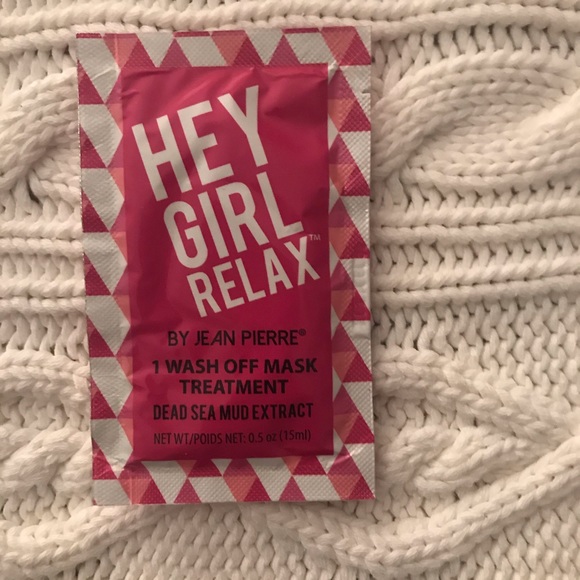 HEY
GIRL
RELAX™
BY JEAN PIERRE®
1 WASH OFF MASK
TREATMENT
DEAD SEA MUD EXTRACT
NET WT/POIDS NET: 0.5 oz (15ml)